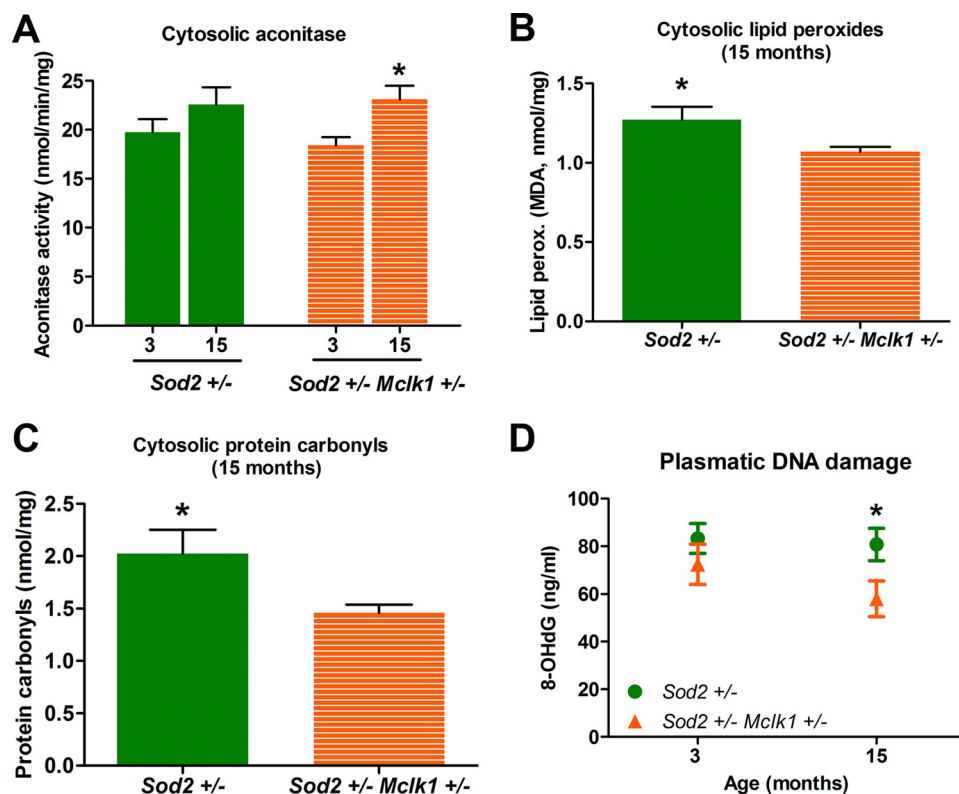 A
Cytosolic aconitase
Aconitase activity (nmol/min/mg)
25
20
15
10
5
0
*
3 15 3 15
Sod2 +/- Sod2 +/- Mclk1 +/-
B
Cytosolic lipid peroxides
(15 months)
Lipid perox. (MDA, nmol/mg)
1.5
1.0
0.5
0.0
*
Sod2 +/- Sod2 +/- Mclk1 +/-
C
Cytosolic protein carbonyls
(15 months)
Protein carbonyls (nmol/mg)
2.5
2.0
1.5
1.0
0.5
0.0
*
Sod2 +/- Sod2 +/- Mclk1 +/-
D
Plasmatic DNA damage
8-OHdG (ng/ml)
100
80
60
40
20
0
*
Sod2 +/-
Sod2 +/- Mclk1 +/-
3 15
Age (months)